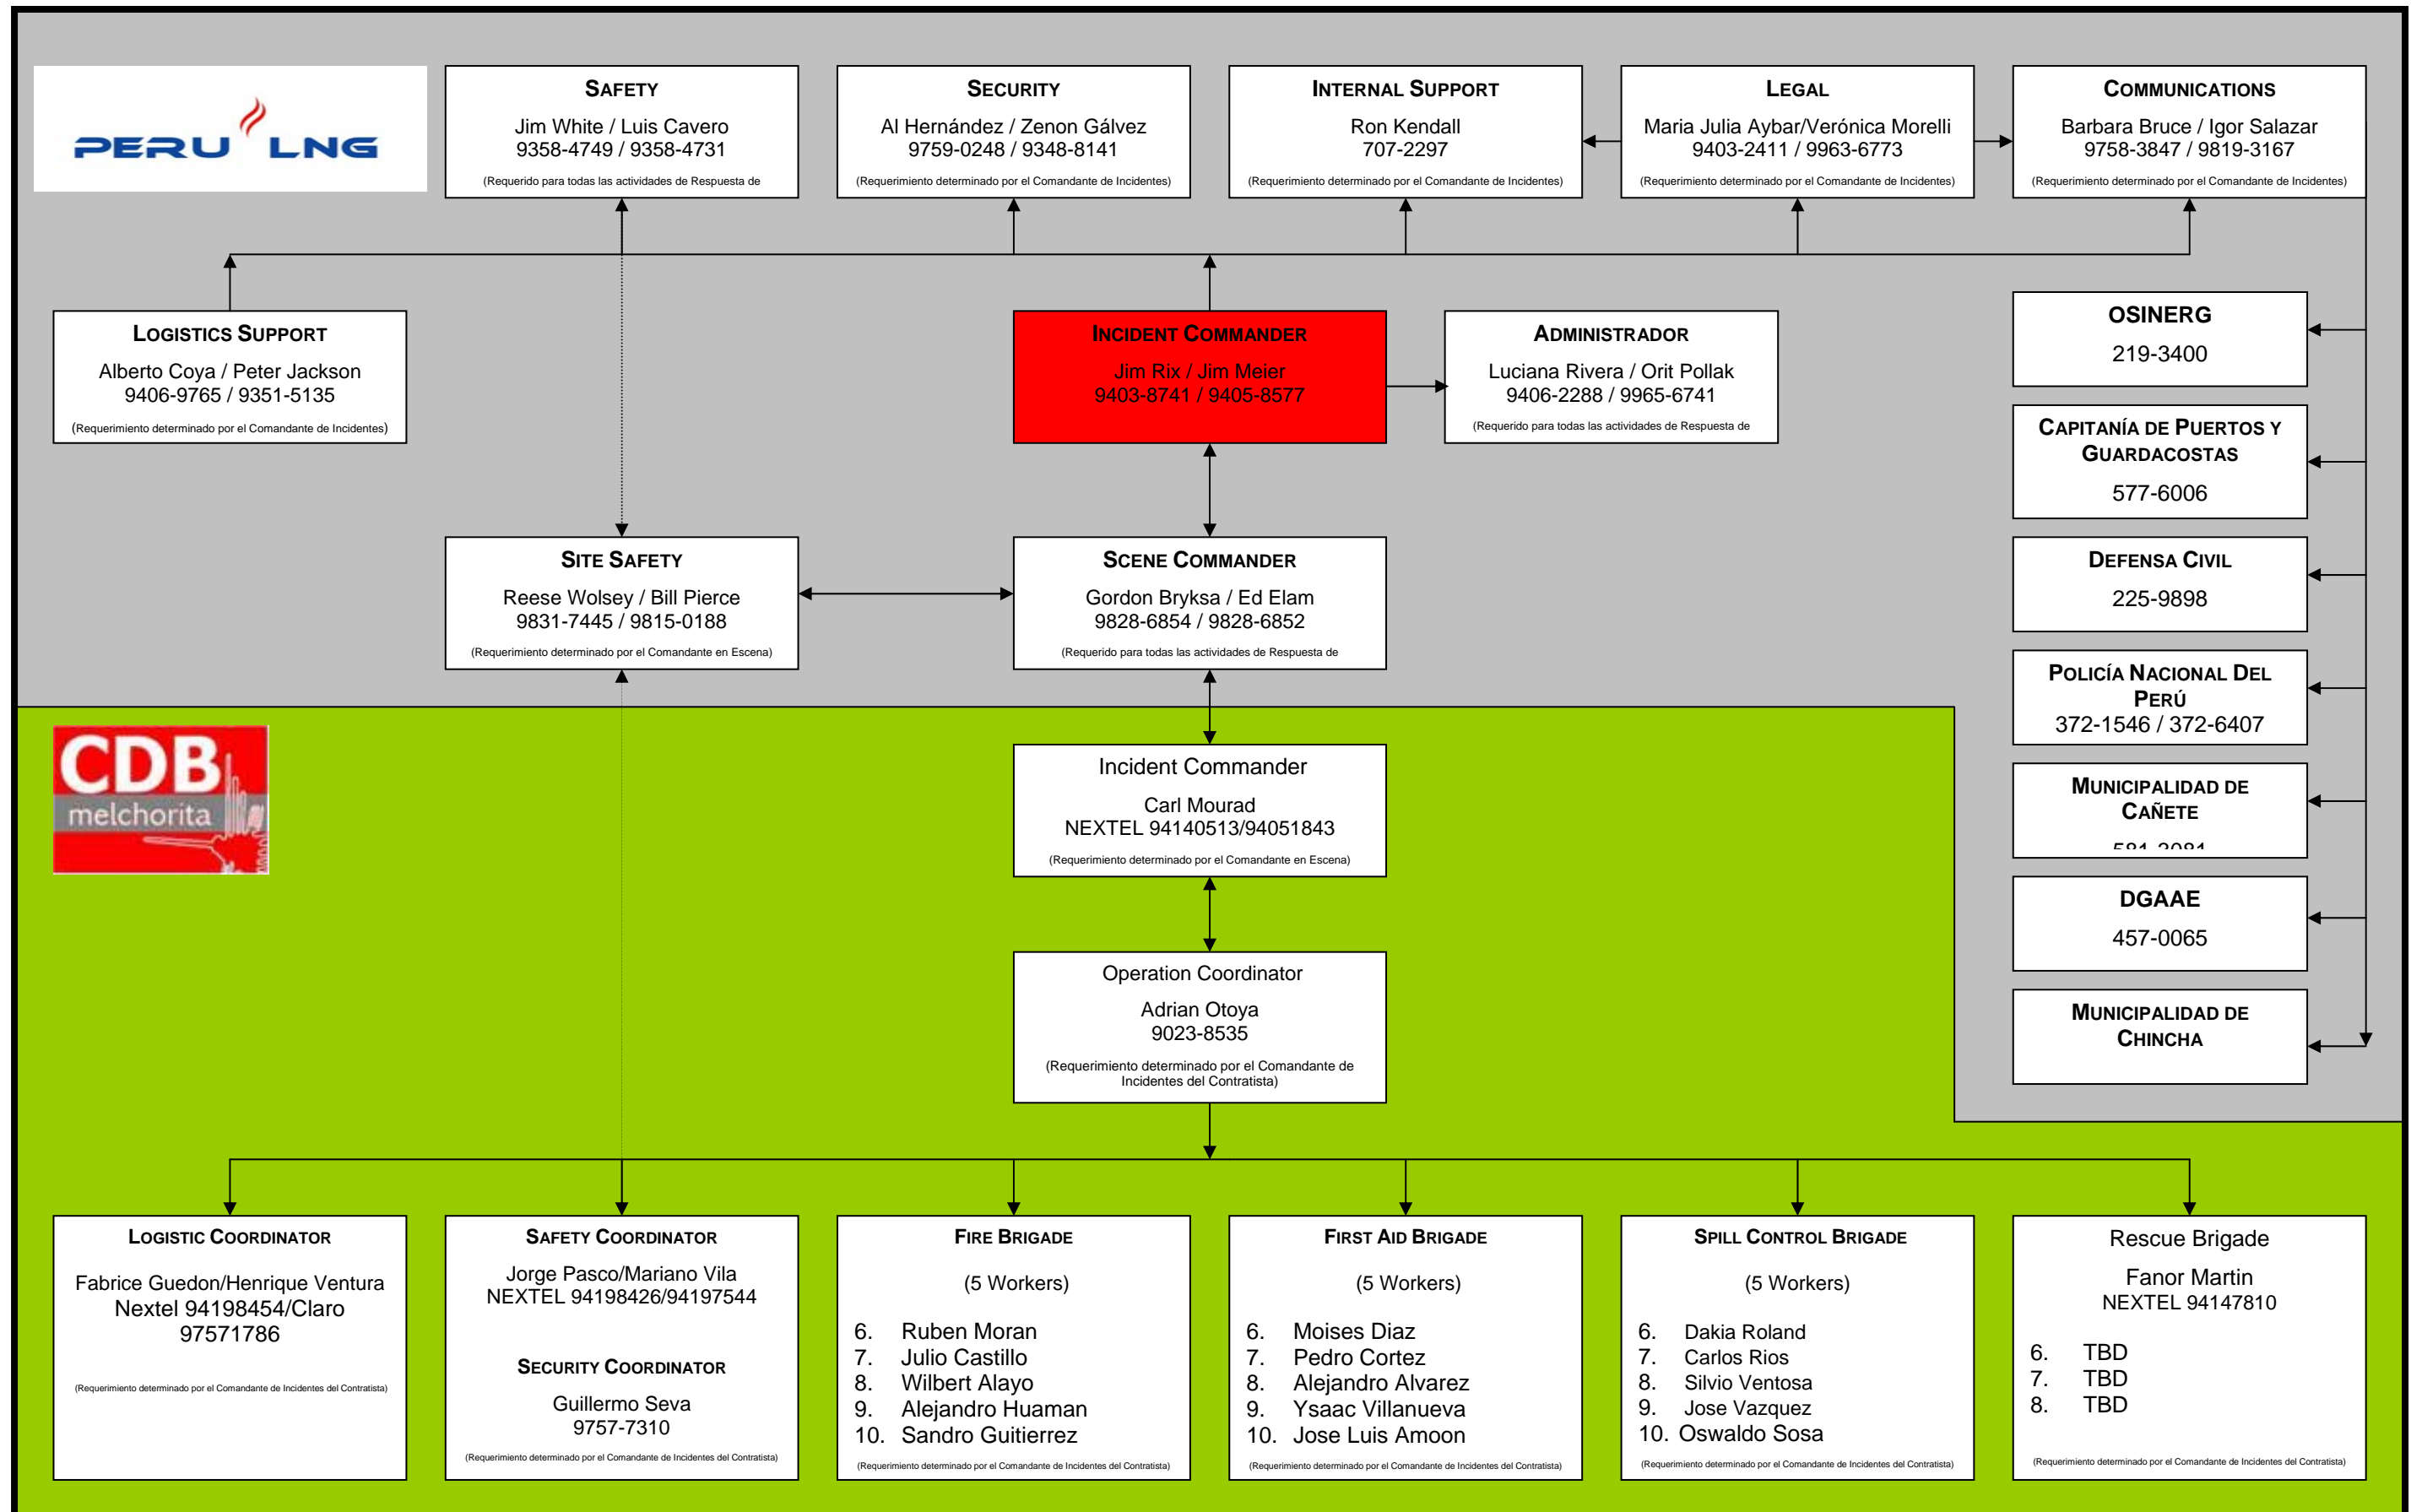 PERU LNG
SAFETY
Jim White / Luis Cavero
9358-4749 / 9358-4731
(Requerido para todas las actividades de Respuesta de
SECURITY
Al Hernández / Zenon Gálvez
9759-0248 / 9348-8141
(Requerimiento determinado por el Comandante de Incidentes)
INTERNAL SUPPORT
Ron Kendall
707-2297
(Requerimiento determinado por el Comandante de Incidentes)
LEGAL
Maria Julia Aybar/Verónica Morelli
9403-2411 / 9963-6773
(Requerimiento determinado por el Comandante de Incidentes)
COMMUNICATIONS
Barbara Bruce / Igor Salazar
9758-3847 / 9819-3167
(Requerimiento determinado por el Comandante de Incidentes)
LOGISTICS SUPPORT
Alberto Coya / Peter Jackson
9406-9765 / 9351-5135
(Requerimiento determinado por el Comandante de Incidentes)
INCIDENT COMMANDER
Jim Rix / Jim Meier
9403-8741 / 9405-8577
ADMINISTRADOR
Luciana Rivera / Orit Pollak
9406-2288 / 9965-6741
(Requerido para todas las actividades de Respuesta de
OSINERG
219-3400
CAPITANÍA DE PUERTOS Y
GUARDACOSTAS
577-6006
SITE SAFETY
Reese Wolsey / Bill Pierce
9831-7445 / 9815-0188
(Requerimiento determinado por el Comandante en Escena)
SCENE COMMANDER
Gordon Bryksa / Ed Elam
9828-6854 / 9828-6852
(Requerido para todas las actividades de Respuesta de
DEFENSA CIVIL
225-9898
POLICÍA NACIONAL DEL
PERÚ
372-1546 / 372-6407
CDB
melchorita
Incident Commander
Carl Mourad
NEXTEL 94140513/94051843
(Requerimiento determinado por el Comandante en Escena)
MUNICIPALIDAD DE
CAÑETE
DGAAE
457-0065
Operation Coordinator
Adrian Otoya
9023-8535
(Requerimiento determinado por el Comandante de
Incidentes del Contratista)
MUNICIPALIDAD DE
CHINCHA
LOGISTIC COORDINATOR
Fabrice Guedon/Henrique Ventura
Nextel 94198454/Claro
97571786
(Requerimiento determinado por el Comandante de Incidentes del Contratista)
SAFETY COORDINATOR
Jorge Pasco/Mariano Vila
NEXTEL 94198426/94197544
SECURITY COORDINATOR
Guillermo Seva
9757-7310
(Requerimiento determinado por el Comandante de Incidentes del Contratista)
FIRE BRIGADE
(5 Workers)
6. Ruben Moran
7. Julio Castillo
8. Wilbert Alayo
9. Alejandro Huaman
10. Sandro Guitierrez
(Requerimiento determinado por el Comandante de Incidentes del Contratista)
FIRST AID BRIGADE
(5 Workers)
6. Moises Diaz
7. Pedro Cortez
8. Alejandro Alvarez
9. Ysaac Villanueva
10. Jose Luis Amoon
(Requerimiento determinado por el Comandante de Incidentes del Contratista)
SPILL CONTROL BRIGADE
(5 Workers)
6. Dakia Roland
7. Carlos Rios
8. Silvio Ventosa
9. Jose Vazquez
10. Oswaldo Sosa
(Requerimiento determinado por el Comandante de Incidentes del Contratista)
Rescue Brigade
Fanor Martin
NEXTEL 94147810
6. TBD
7. TBD
8. TBD
(Requerimiento determinado por el Comandante de Incidentes del Contratista)